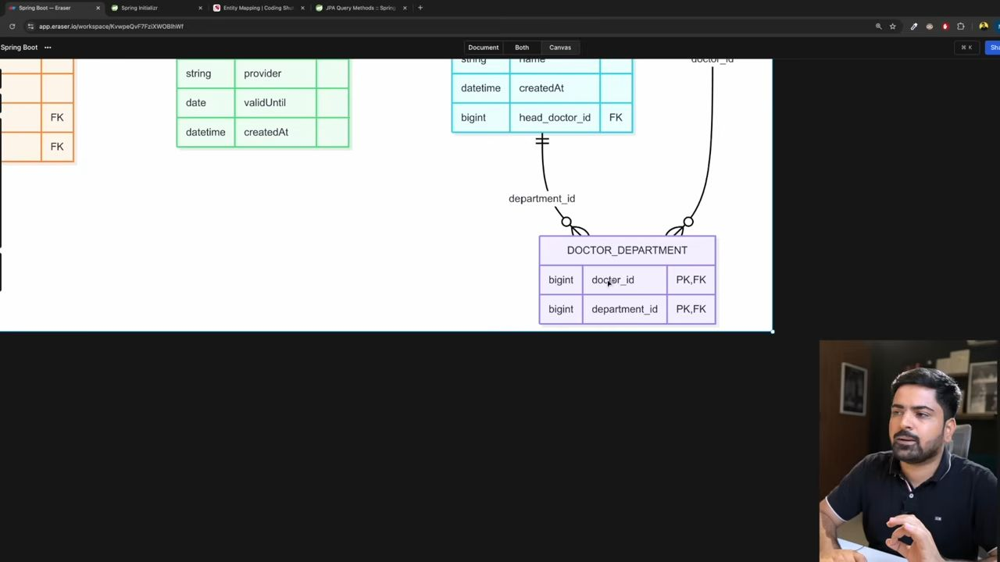 Spring Boot — Eraser
Spring Initializr
Entity Mapping | Coding Shu
JPA Query Methods :: Spring
app.eraser.io/workspace/KvwpeQvF7FziXWOBlhWf
Spring Boot
Document
Both
Canvas
⌘ K
Sha
string
provider
date
validUntil
datetime
createdAt
FK
FK
string
name
datetime
createdAt
bigint
head_doctor_id
FK
doctor_id
department_id
DOCTOR_DEPARTMENT
bigint
doctor_id
PK,FK
bigint
department_id
PK,FK